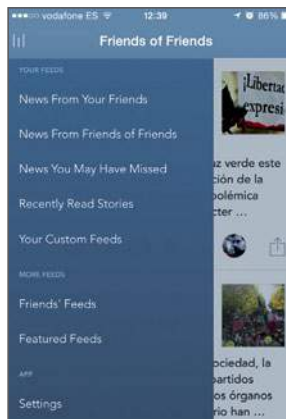 vodafone ES 12:39 86%
Friends of Friends
YOUR FEEDS
News From Your Friends
News From Friends of Friends
News You May Have Missed
Recently Read Stories
Your Custom Feeds
MORE FEEDS
Friends' Feeds
Featured Feeds
APP
Settings
¡Libertad
expresi
uz verde este
ción de la
polémica
cter ...
ociedad, la
partidos
os órganos
rio han ...